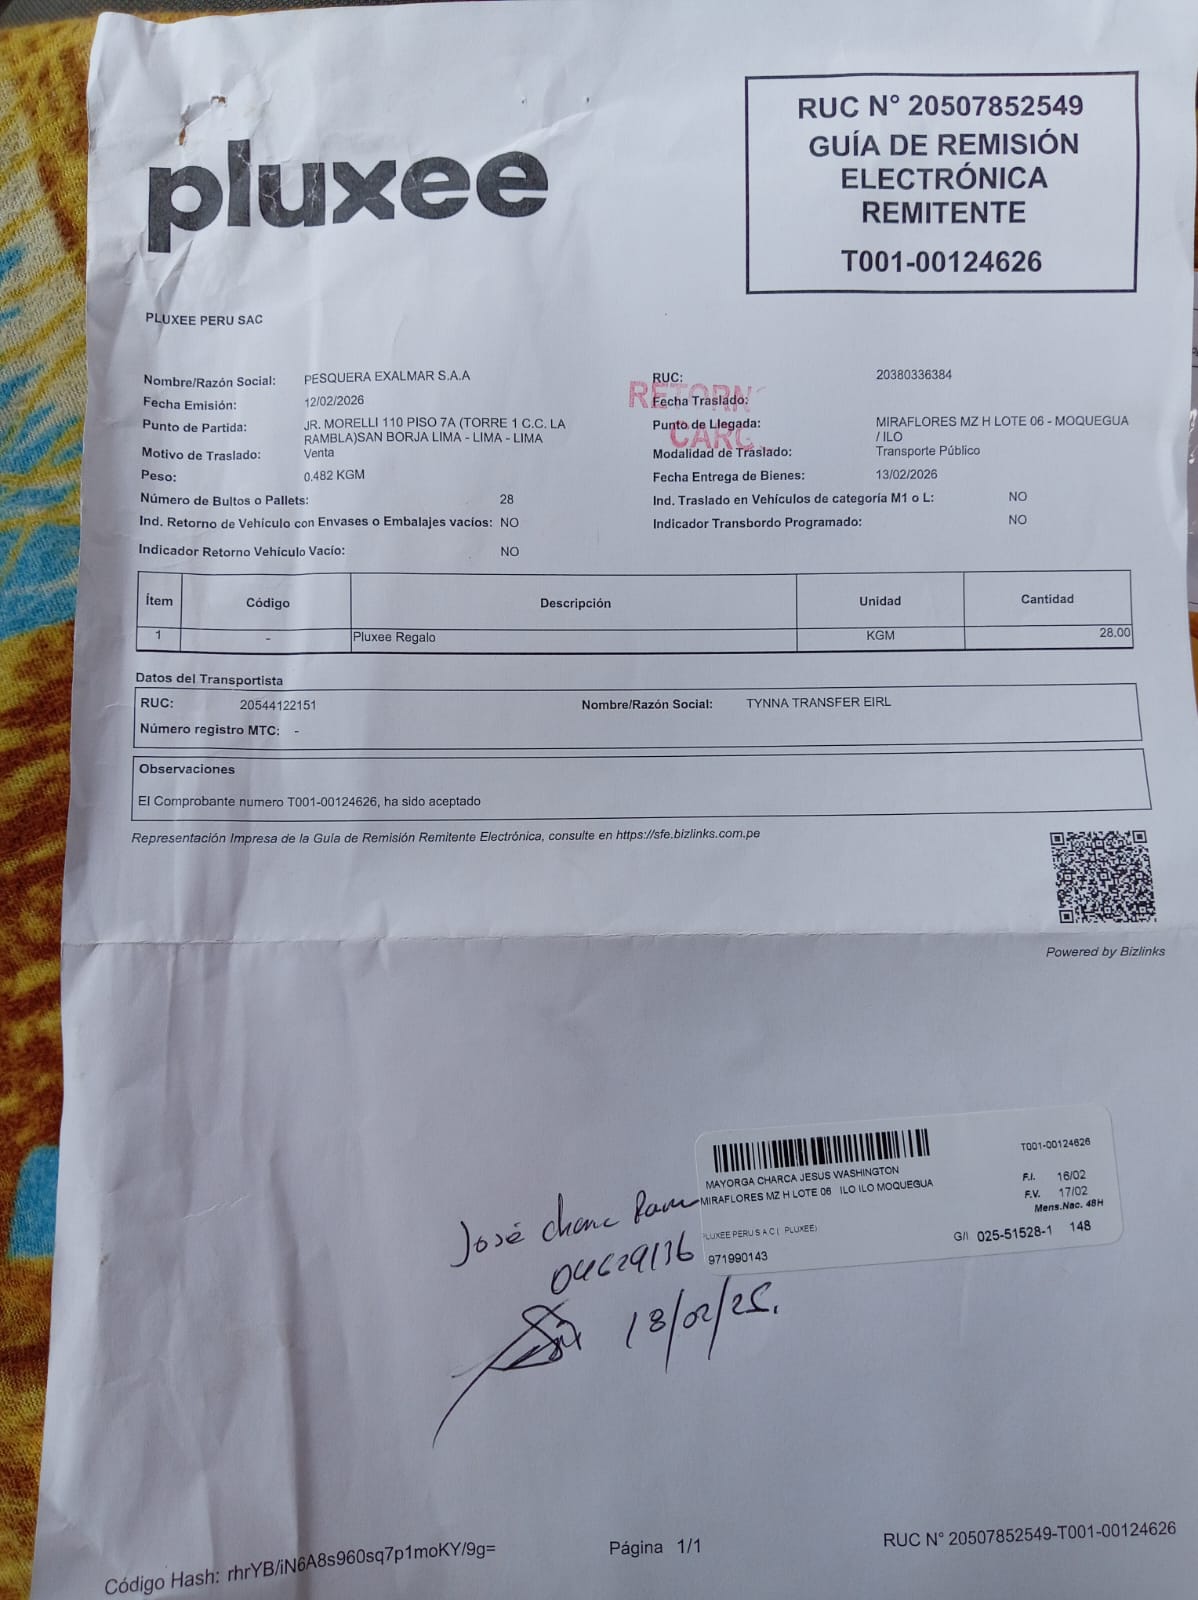 pluxee
RUC N° 20507852549
GUÍA DE REMISIÓN
ELECTRÓNICA
REMITENTE
T001-00124626
PLUXEE PERU SAC
Nombre/Razón Social: PESQUERA EXALMAR S.A.A
RUC: 20380336384
Fecha Emisión: 12/02/2026
Fecha Traslado:
RETORN
CARG
Punto de Partida: JR. MORELLI 110 PISO 7A (TORRE 1 C.C. LA
RAMBLA)SAN BORJA LIMA - LIMA - LIMA
Punto de Llegada: MIRAFLORES MZ H LOTE 06 - MOQUEGUA
/ ILO
Motivo de Traslado: Venta
Modalidad de Traslado: Transporte Público
Peso: 0.482 KGM
Fecha Entrega de Bienes: 13/02/2026
Número de Bultos o Pallets: 28
Ind. Traslado en Vehículos de categoría M1 o L: NO
Ind. Retorno de Vehículo con Envases o Embalajes vacíos: NO
Indicador Transbordo Programado: NO
Indicador Retorno Vehículo Vacío: NO
Ítem Código Descripción Unidad Cantidad
1 - Pluxee Regalo KGM 28.00
Datos del Transportista
RUC: 20544122151 Nombre/Razón Social: TYNNA TRANSFER EIRL
Número registro MTC: -
Observaciones
El Comprobante numero T001-00124626, ha sido aceptado
Representación Impresa de la Guía de Remisión Remitente Electrónica, consulte en https://sfe.bizlinks.com.pe
Powered by Bizlinks
T001-00124626
MAYORGA CHARCA JESUS WASHINGTON
MIRAFLORES MZ H LOTE 06 ILO ILO MOQUEGUA
F.I. 16/02
F.V. 17/02
Mens.Nac. 48H
PLUXEE PERU S A C ( PLUXEE)
G/I 025-51528-1 148
971990143
José
04629136
18/02/25.
Código Hash: rhrYB/iN6A8s960sq7p1moKY/9g=
Página 1/1
RUC N° 20507852549-T001-00124626